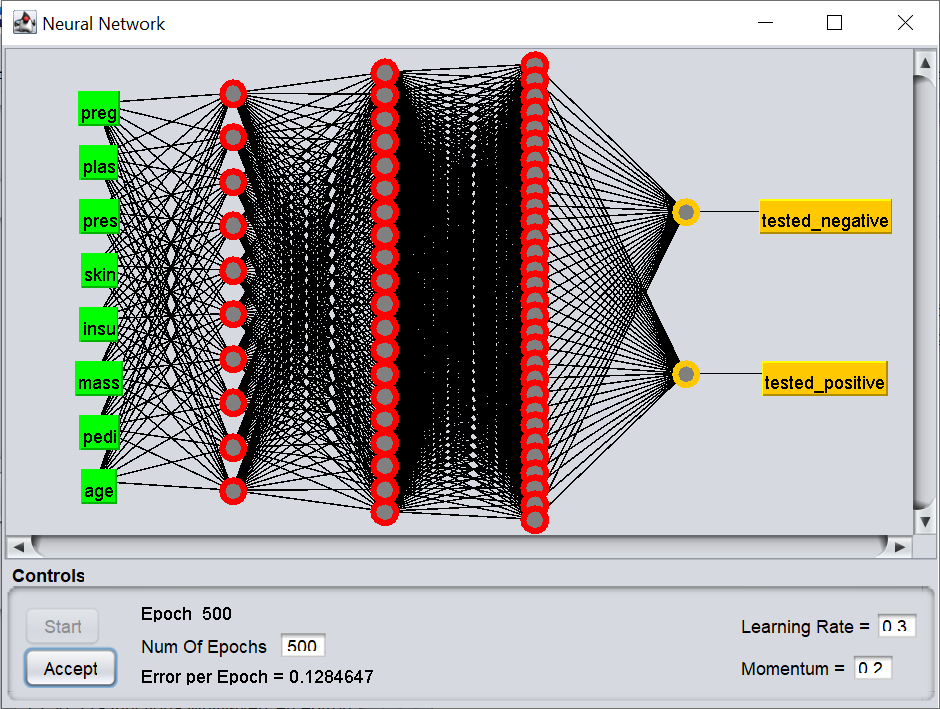 Neural Network
preg
plas
pres
skin
insu
mass
pedi
age
tested_negative
tested_positive
Controls
Start
Accept
Epoch 500
Num Of Epochs 500
Error per Epoch = 0.1284647
Learning Rate = 0.3
Momentum = 0.2